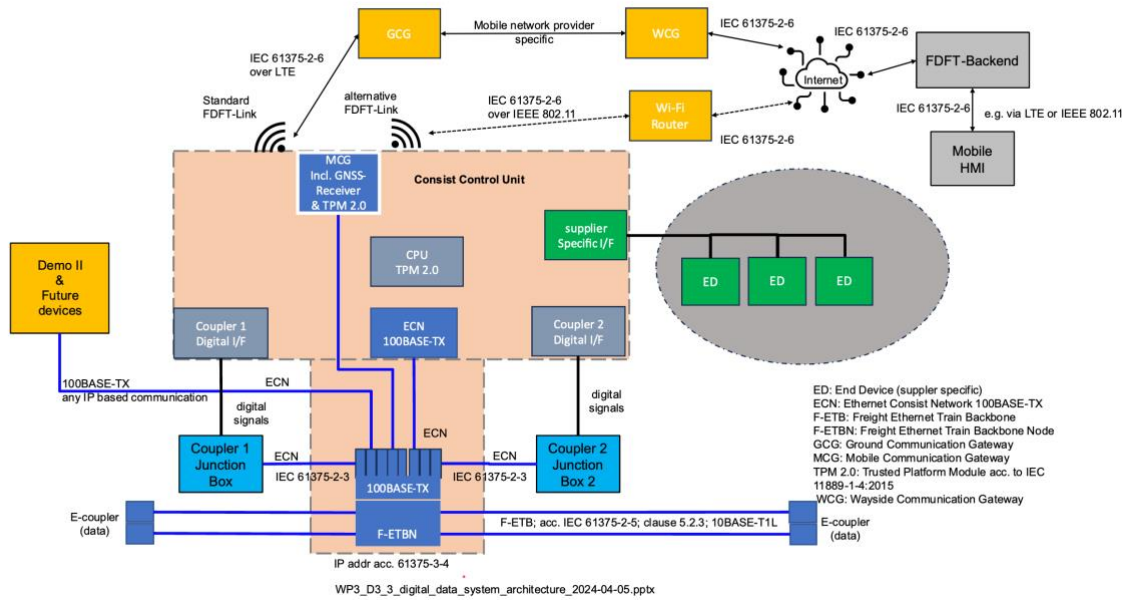 GCG
Mobile network provider
specific
WCG
IEC 61375-2-6
IEC 61375-2-6
FDFT-Backend
IEC 61375-2-6
over LTE
Internet
Standard
FDFT-Link
alternative
FDFT-Link
IEC 61375-2-6
over IEEE 802.11
Wi-Fi
Router
IEC 61375-2-6
IEC 61375-2-6
e.g. via LTE or IEEE 802.11
Mobile
HMI
MCG
Incl. GNSS-
Receiver
& TPM 2.0
Consist Control Unit
supplier
Specific I/F
CPU
TPM 2.0
ED
ED
ED
Demo II
&
Future
devices
Coupler 1
Digital I/F
ECN
100BASE-TX
Coupler 2
Digital I/F
100BASE-TX
any IP based communication
ECN
digital
signals
digital
signals
ECN
Coupler 1
Junction
Box
ECN
IEC 61375-2-3
ECN
IEC 61375-2-3
Coupler 2
Junction
Box 2
100BASE-TX
ED: End Device (suppler specific)
ECN: Ethernet Consist Network 100BASE-TX
F-ETB: Freight Ethernet Train Backbone
F-ETBN: Freight Ethernet Train Backbone Node
GCG: Ground Communication Gateway
MCG: Mobile Communication Gateway
TPM 2.0: Trusted Platform Module acc. to IEC
11889-1-4:2015
WCG: Wayside Communication Gateway
E-coupler
(data)
F-ETBN
F-ETB; acc. IEC 61375-2-5; clause 5.2.3; 10BASE-T1L
E-coupler
(data)
IP addr acc. 61375-3-4
WP3_D3_3_digital_data_system_architecture_2024-04-05.pptx